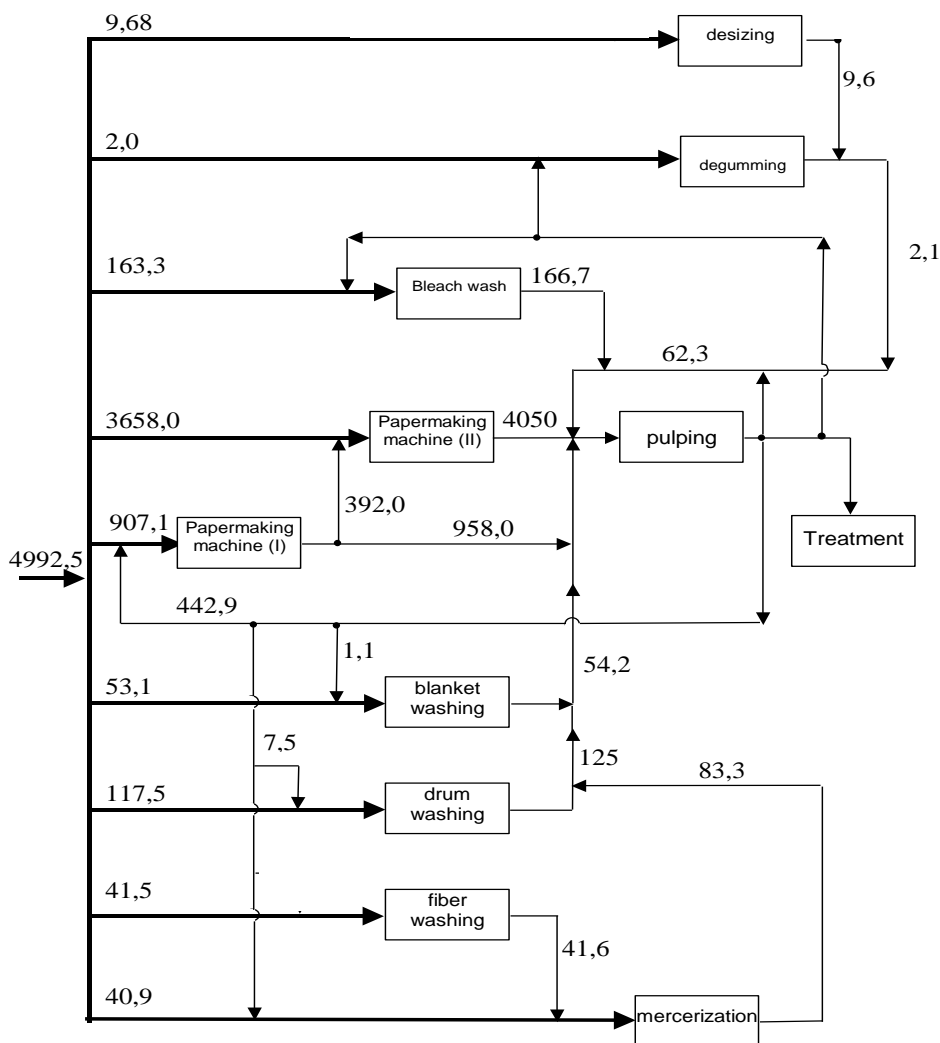 9,68
desizing
9,6
2,0
degumming
163,3
Bleach wash
166,7
2,1
62,3
3658,0
Papermaking
machine (II)
4050
pulping
392,0
907,1
Papermaking
machine (I)
958,0
Treatment
4992,5
442,9
1,1
54,2
53,1
blanket
washing
7,5
125
83,3
117,5
drum
washing
41,5
fiber
washing
41,6
40,9
mercerization